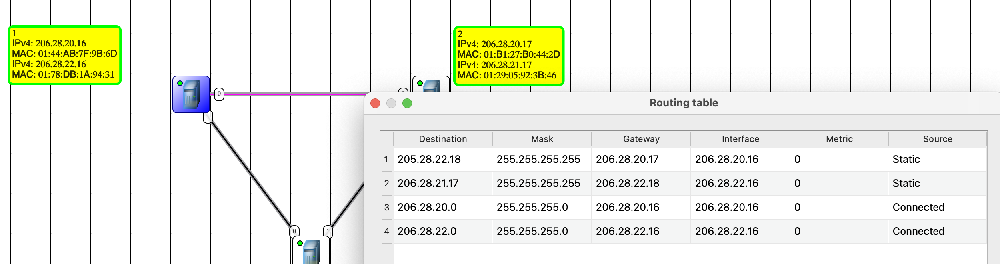 1
IPv4: 206.28.20.16
MAC: 01:44:AB:7F:9B:6D
IPv4: 206.28.22.16
MAC: 01:78:DB:1A:94:31
2
IPv4: 206.28.20.17
MAC: 01:B1:27:B0:44:2D
IPv4: 206.28.21.17
MAC: 01:29:05:92:3B:46
0
1
0
1
Routing table
Destination Mask Gateway Interface Metric Source
1 205.28.22.18 255.255.255.255 206.28.20.17 206.28.20.16 0 Static
2 206.28.21.17 255.255.255.255 206.28.22.18 206.28.22.16 0 Static
3 206.28.20.0 255.255.255.0 206.28.20.16 206.28.20.16 0 Connected
4 206.28.22.0 255.255.255.0 206.28.22.16 206.28.22.16 0 Connected